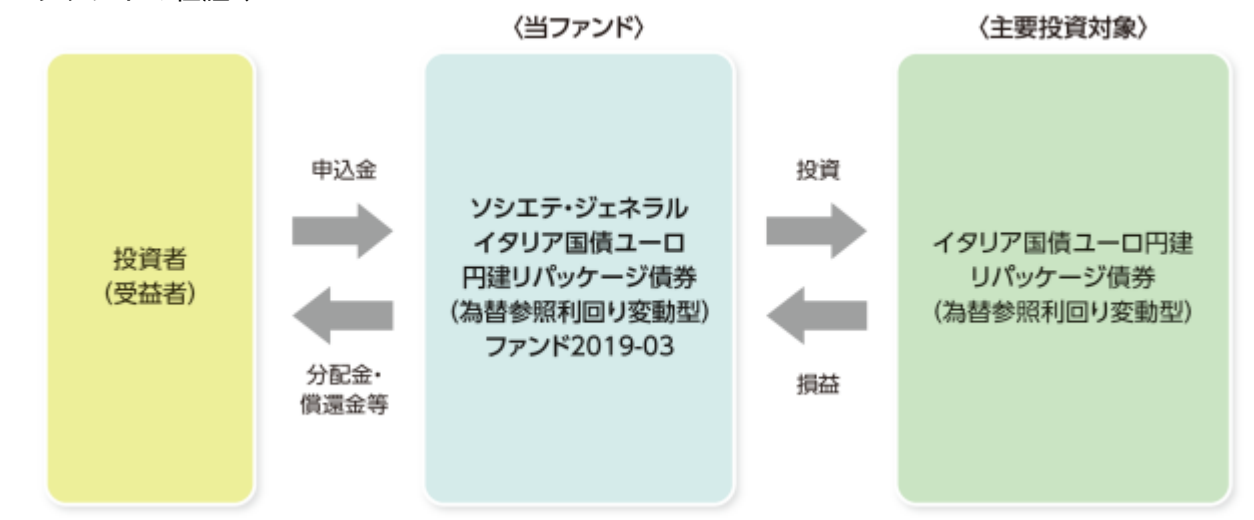 〈当ファンド〉
〈主要投資対象〉
投資者
（受益者）
申込金
分配金・
償還金等
ソシエテ・ジェネラル
イタリア国債ユーロ
円建リパッケージ債券
（為替参照利回り変動型）
ファンド2019-03
投資
損益
イタリア国債ユーロ円建
リパッケージ債券
（為替参照利回り変動型）